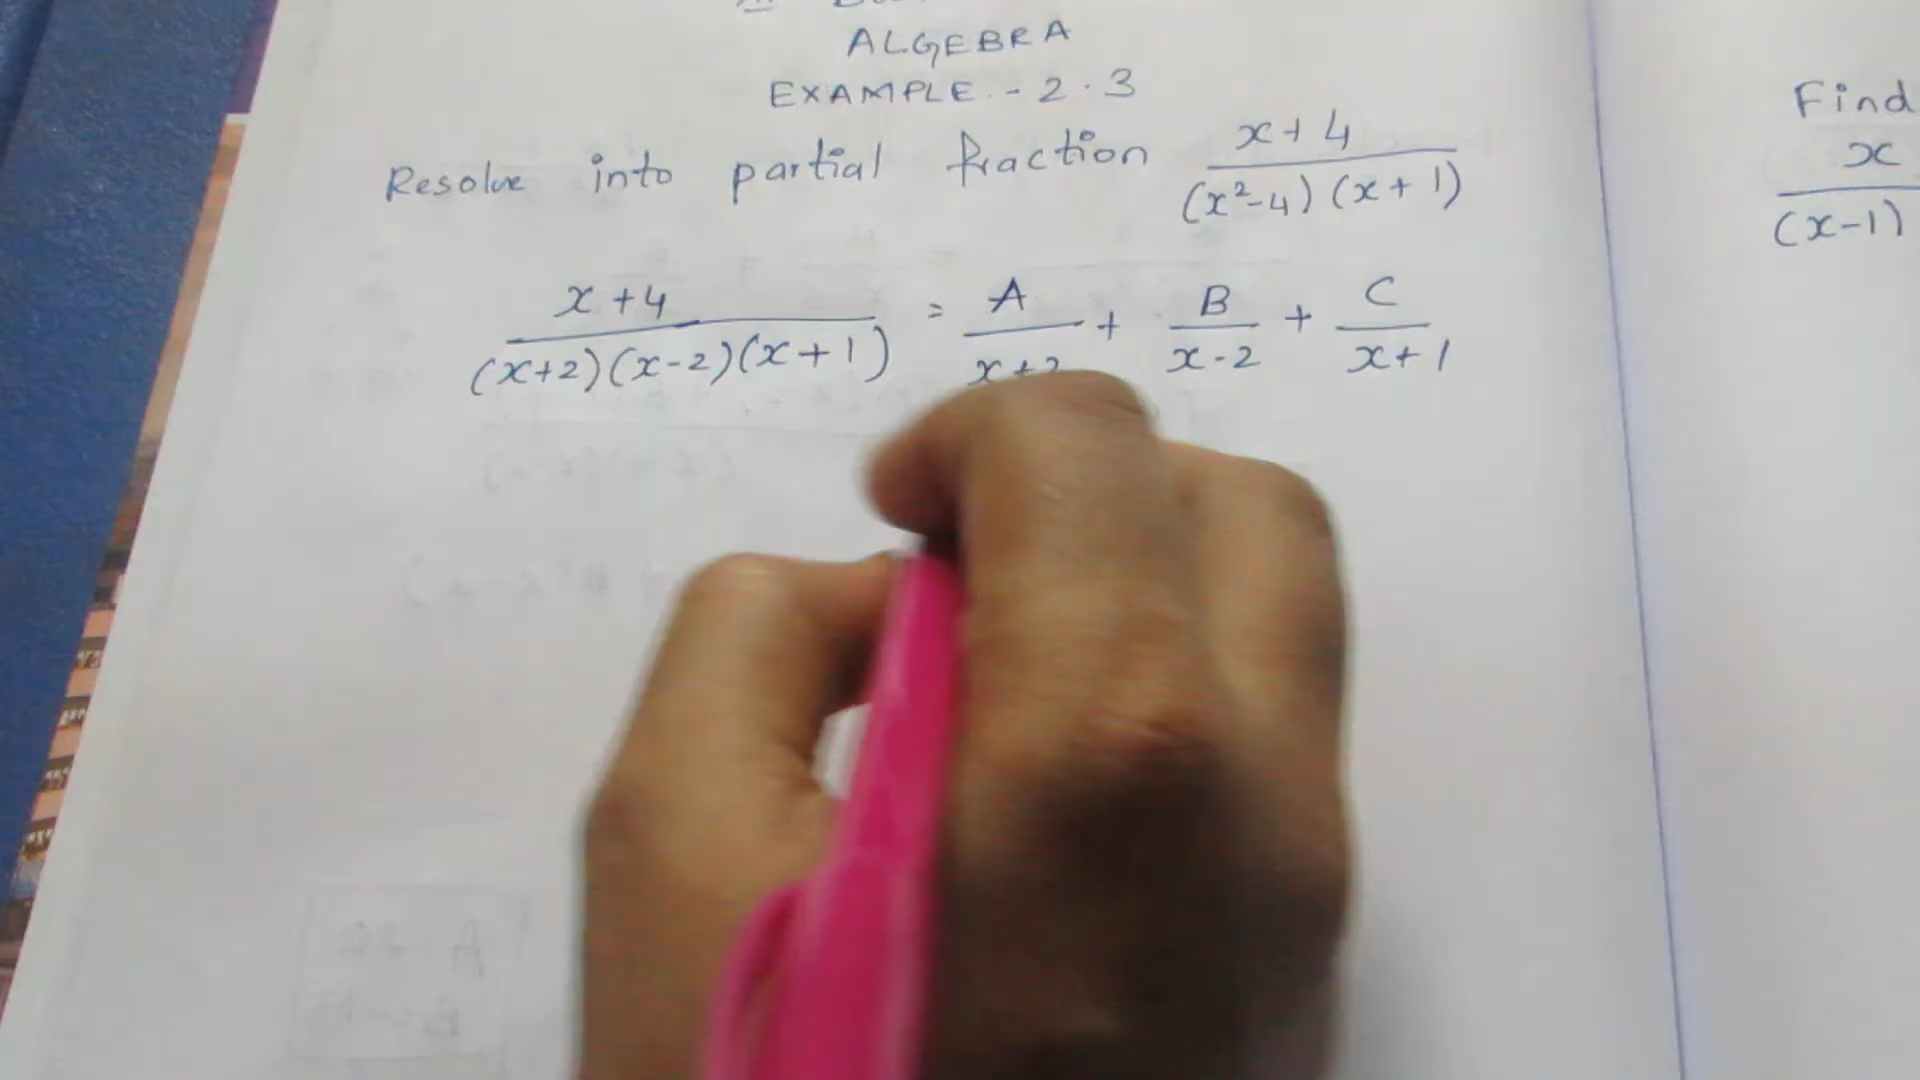 ALGEBRA
EXAMPLE - 2.3
Resolve into partial fraction x+4 / (x²-4)(x+1)
x+4 / (x+2)(x-2)(x+1) = A / x+2 + B / x-2 + C / x+1
Find
x
(x-1)